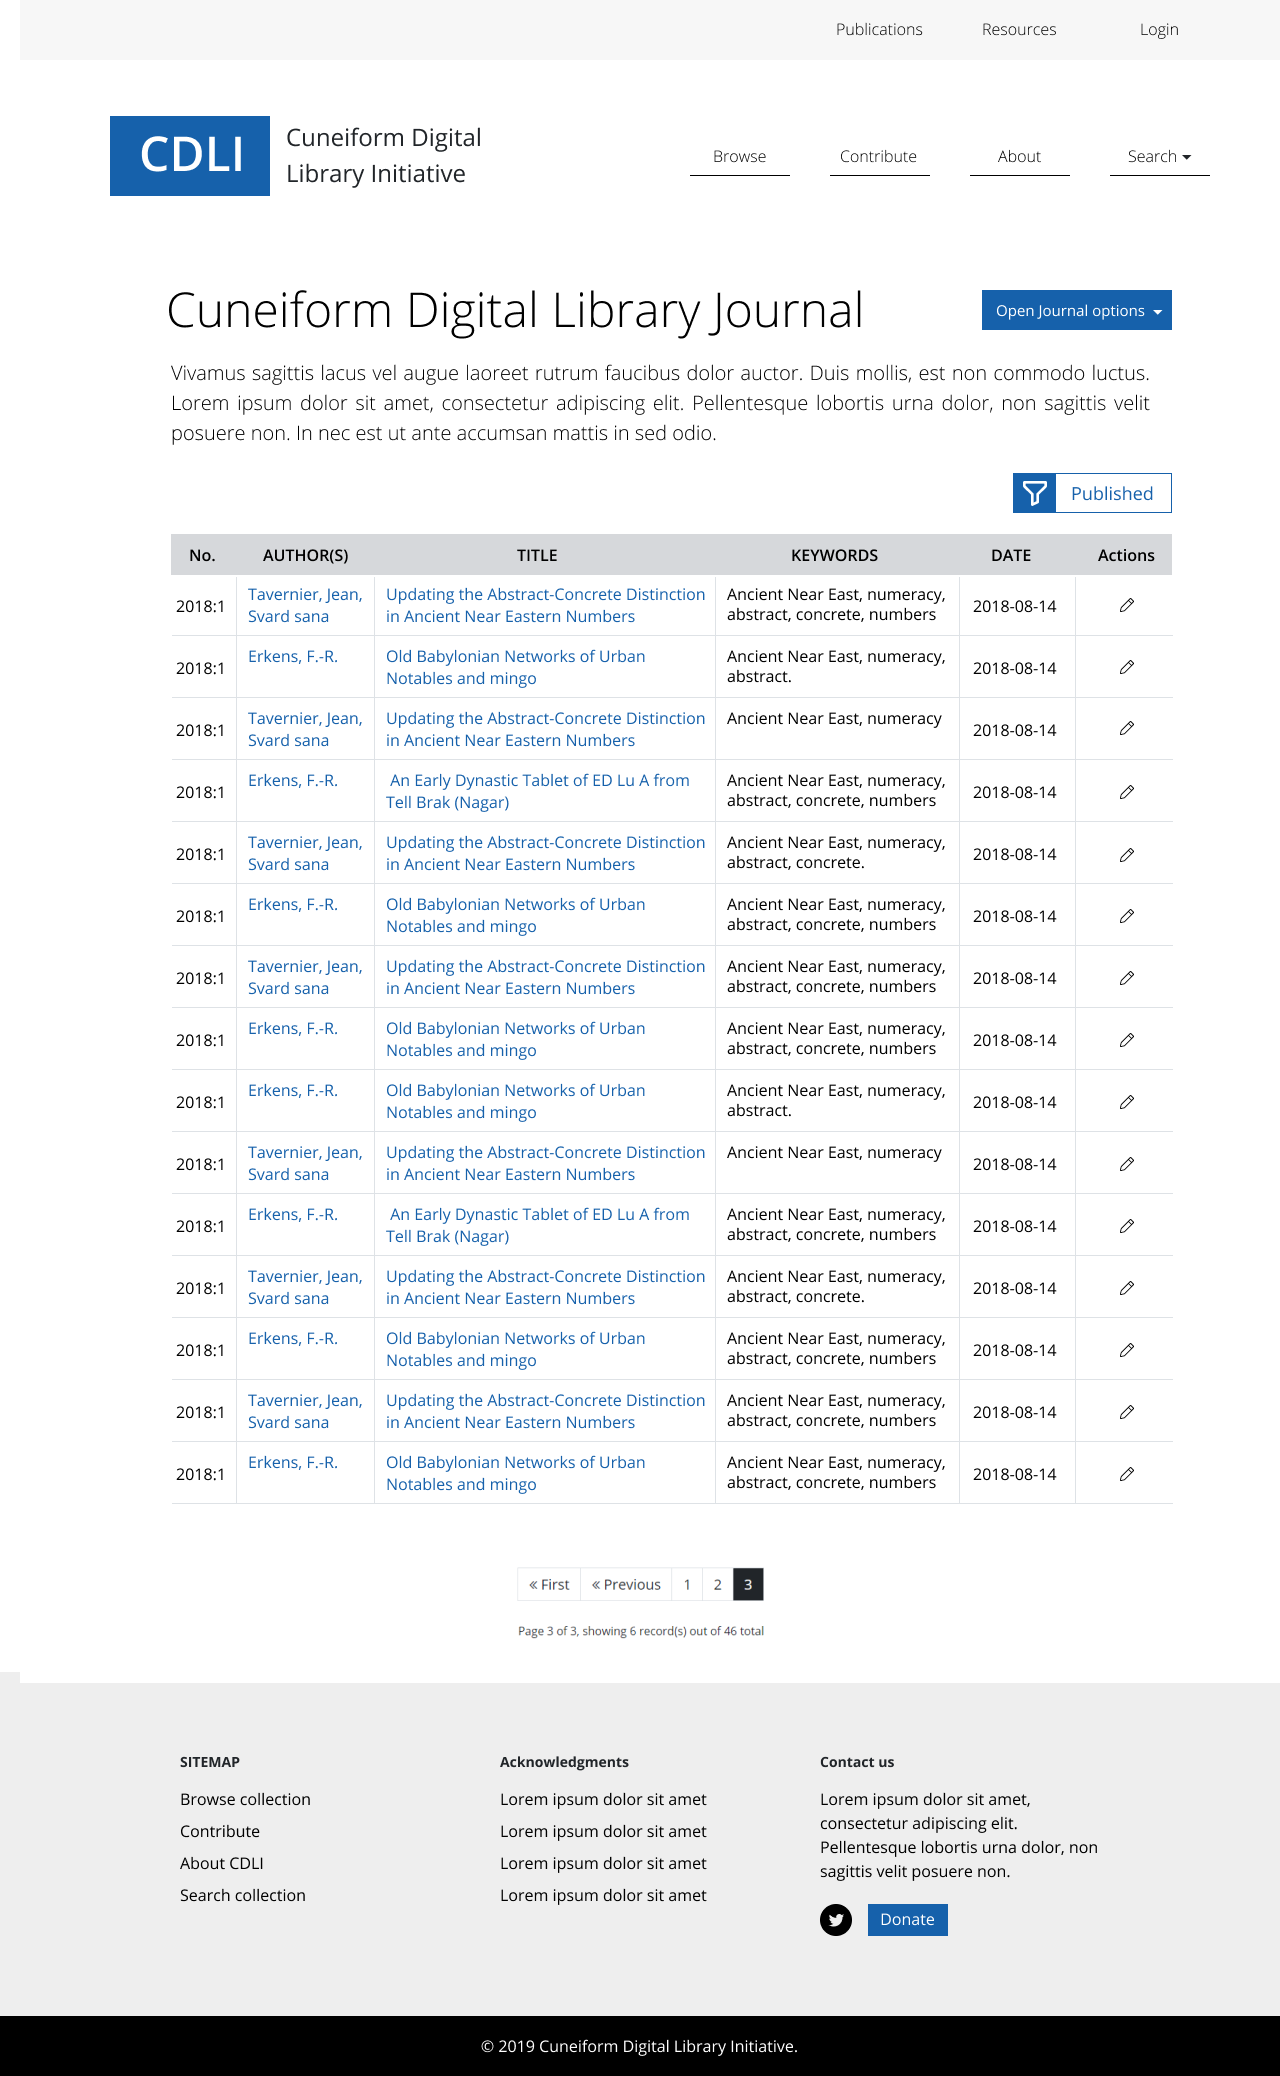 Publications Resources Login
CDLI
Cuneiform Digital
Library Initiative
Browse Contribute About Search
Cuneiform Digital Library Journal
Open Journal options
Vivamus sagittis lacus vel augue laoreet rutrum faucibus dolor auctor. Duis mollis, est non commodo luctus.
Lorem ipsum dolor sit amet, consectetur adipiscing elit. Pellentesque lobortis urna dolor, non sagittis velit
posuere non. In nec est ut ante accumsan mattis in sed odio.
Published
No. AUTHOR(S) TITLE KEYWORDS DATE Actions
2018:1
Tavernier, Jean,
Svard sana
Updating the Abstract-Concrete Distinction
in Ancient Near Eastern Numbers
Ancient Near East, numeracy,
abstract, concrete, numbers
2018-08-14
2018:1
Erkens, F.-R.
Old Babylonian Networks of Urban
Notables and mingo
Ancient Near East, numeracy,
abstract.
2018-08-14
2018:1
Tavernier, Jean,
Svard sana
Updating the Abstract-Concrete Distinction
in Ancient Near Eastern Numbers
Ancient Near East, numeracy
2018-08-14
2018:1
Erkens, F.-R.
An Early Dynastic Tablet of ED Lu A from
Tell Brak (Nagar)
Ancient Near East, numeracy,
abstract, concrete, numbers
2018-08-14
2018:1
Tavernier, Jean,
Svard sana
Updating the Abstract-Concrete Distinction
in Ancient Near Eastern Numbers
Ancient Near East, numeracy,
abstract, concrete.
2018-08-14
2018:1
Erkens, F.-R.
Old Babylonian Networks of Urban
Notables and mingo
Ancient Near East, numeracy,
abstract, concrete, numbers
2018-08-14
2018:1
Tavernier, Jean,
Svard sana
Updating the Abstract-Concrete Distinction
in Ancient Near Eastern Numbers
Ancient Near East, numeracy,
abstract, concrete, numbers
2018-08-14
2018:1
Erkens, F.-R.
Old Babylonian Networks of Urban
Notables and mingo
Ancient Near East, numeracy,
abstract, concrete, numbers
2018-08-14
2018:1
Erkens, F.-R.
Old Babylonian Networks of Urban
Notables and mingo
Ancient Near East, numeracy,
abstract.
2018-08-14
2018:1
Tavernier, Jean,
Svard sana
Updating the Abstract-Concrete Distinction
in Ancient Near Eastern Numbers
Ancient Near East, numeracy
2018-08-14
2018:1
Erkens, F.-R.
An Early Dynastic Tablet of ED Lu A from
Tell Brak (Nagar)
Ancient Near East, numeracy,
abstract, concrete, numbers
2018-08-14
2018:1
Tavernier, Jean,
Svard sana
Updating the Abstract-Concrete Distinction
in Ancient Near Eastern Numbers
Ancient Near East, numeracy,
abstract, concrete.
2018-08-14
2018:1
Erkens, F.-R.
Old Babylonian Networks of Urban
Notables and mingo
Ancient Near East, numeracy,
abstract, concrete, numbers
2018-08-14
2018:1
Tavernier, Jean,
Svard sana
Updating the Abstract-Concrete Distinction
in Ancient Near Eastern Numbers
Ancient Near East, numeracy,
abstract, concrete, numbers
2018-08-14
2018:1
Erkens, F.-R.
Old Babylonian Networks of Urban
Notables and mingo
Ancient Near East, numeracy,
abstract, concrete, numbers
2018-08-14
« First « Previous 1 2 3
Page 3 of 3, showing 6 record(s) out of 46 total
SITEMAP
Browse collection
Contribute
About CDLI
Search collection
Acknowledgments
Lorem ipsum dolor sit amet
Lorem ipsum dolor sit amet
Lorem ipsum dolor sit amet
Lorem ipsum dolor sit amet
Contact us
Lorem ipsum dolor sit amet,
consectetur adipiscing elit.
Pellentesque lobortis urna dolor, non
sagittis velit posuere non.
Donate
© 2019 Cuneiform Digital Library Initiative.